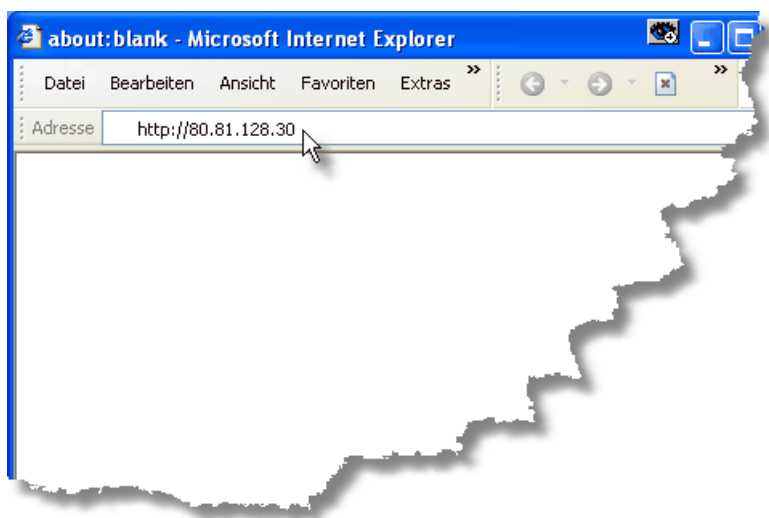 about:blank - Microsoft Internet Explorer
Datei Bearbeiten Ansicht Favoriten Extras »  »
Adresse http://80.81.128.30